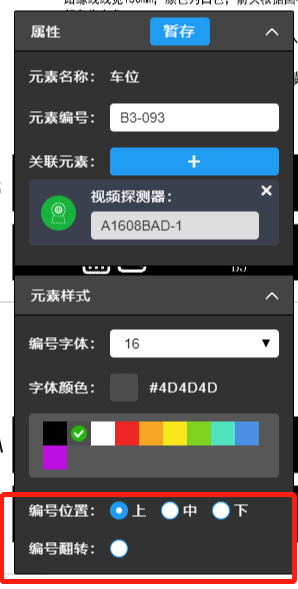 属性 暂存
元素名称： 车位
元素编号： B3-093
关联元素： +
视频探测器： ×
A1608BAD-1
元素样式
编号字体： 16
字体颜色： #4D4D4D
编号位置： 上 中 下
编号翻转：